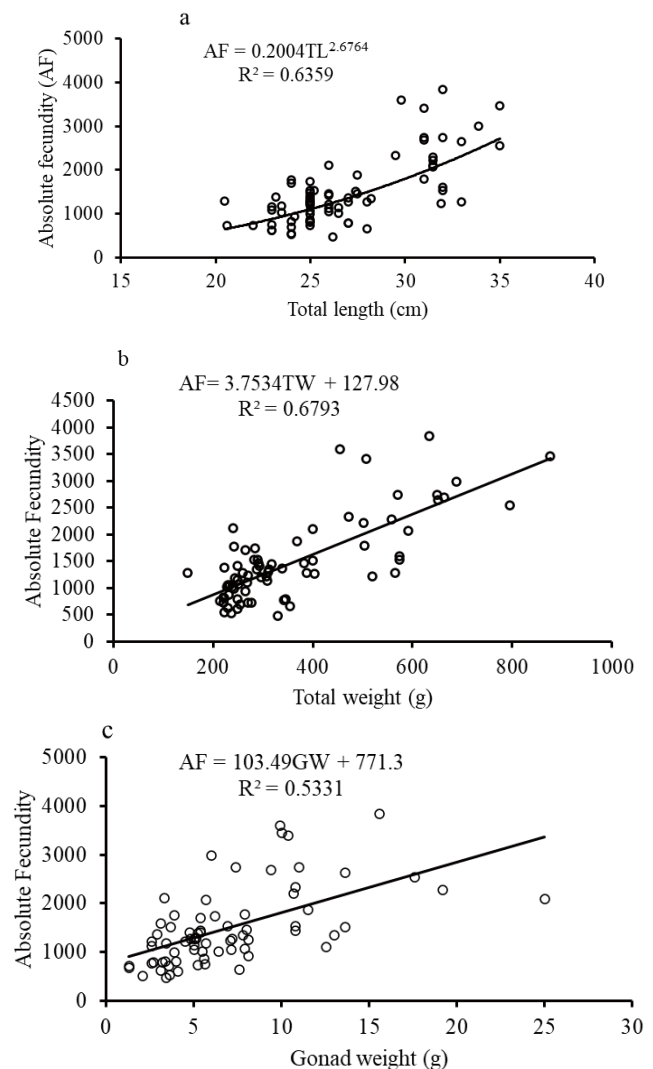 a
AF = 0.2004TL^2.6764
R² = 0.6359
Absolute fecundity (AF)
5000
4000
3000
2000
1000
0
15 20 25 30 35 40
Total length (cm)
b
AF= 3.7534TW + 127.98
R² = 0.6793
Absolute Fecundity
4500
4000
3500
3000
2500
2000
1500
1000
500
0
0 200 400 600 800 1000
Total weight (g)
c
AF = 103.49GW + 771.3
R² = 0.5331
Absolute Fecundity
5000
4000
3000
2000
1000
0
0 5 10 15 20 25 30
Gonad weight (g)